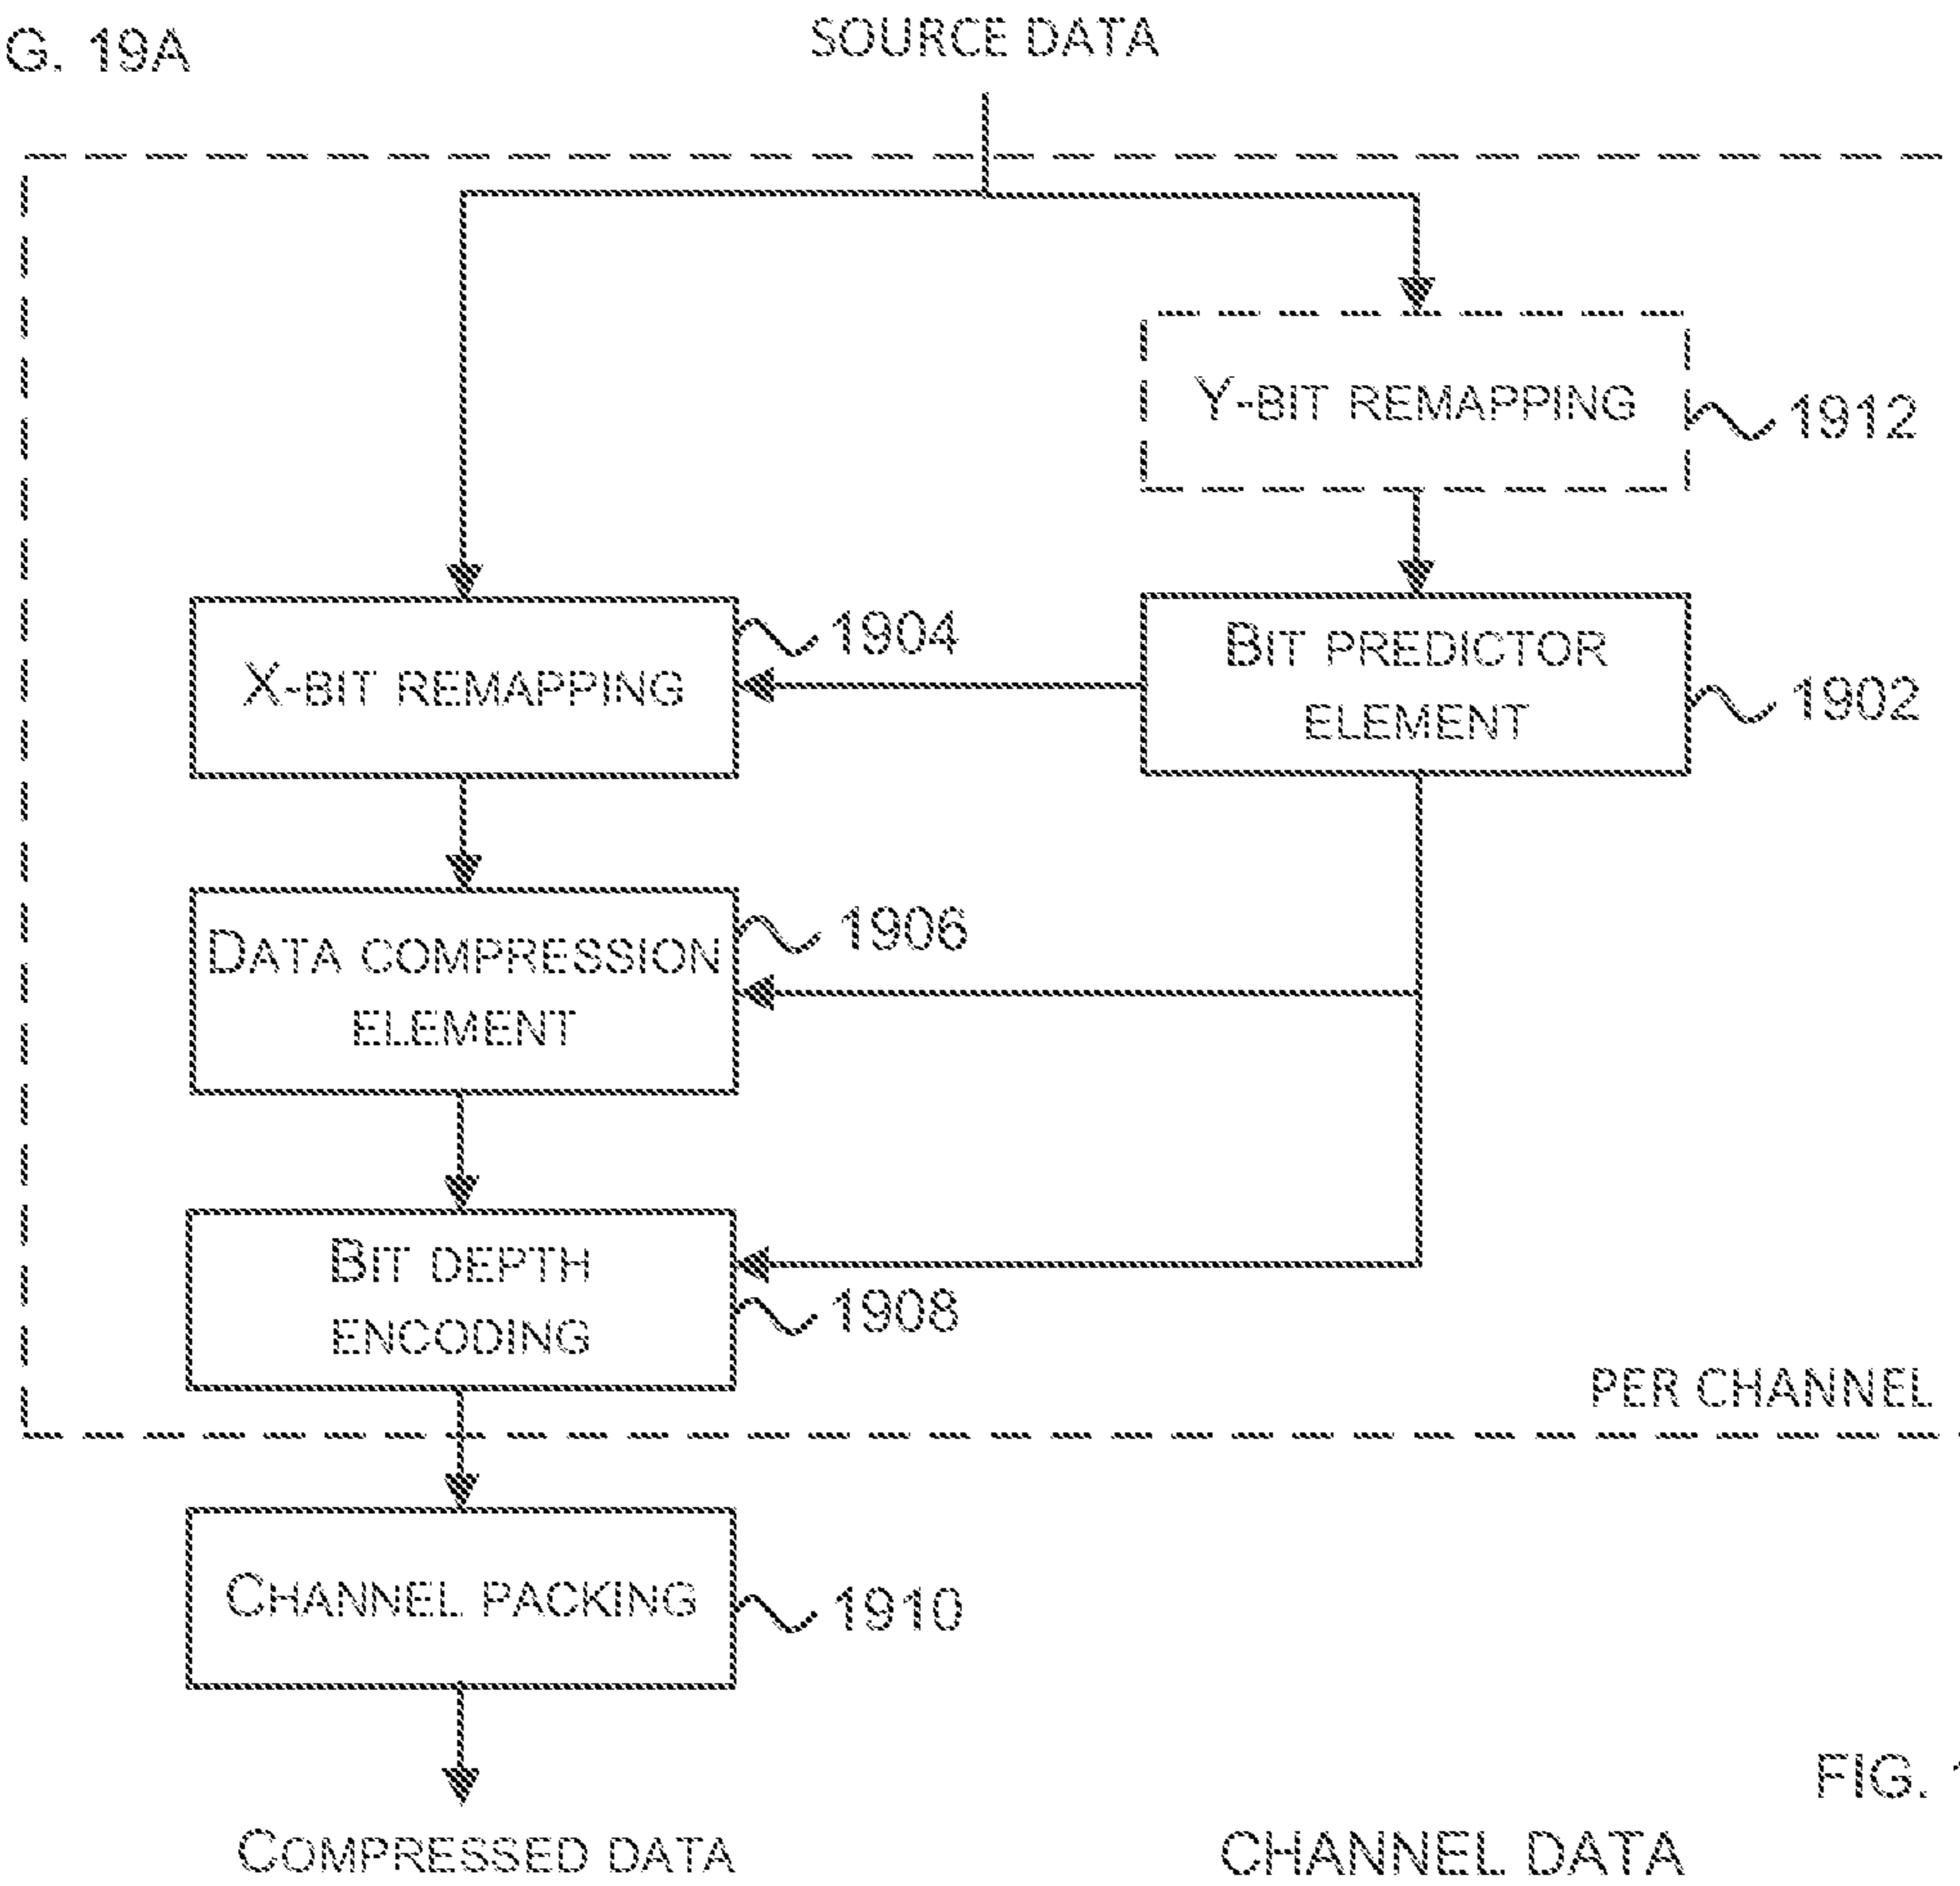 G. 19A
SOURCE DATA
Y-BIT REMAPPING
1912
1904
X-BIT REMAPPING
BIT PREDICTOR
ELEMENT
1902
1906
DATA COMPRESSION
ELEMENT
BIT DEPTH
ENCODING
1908
PER CHANNEL
CHANNEL PACKING
1910
FIG.
COMPRESSED DATA
CHANNEL DATA